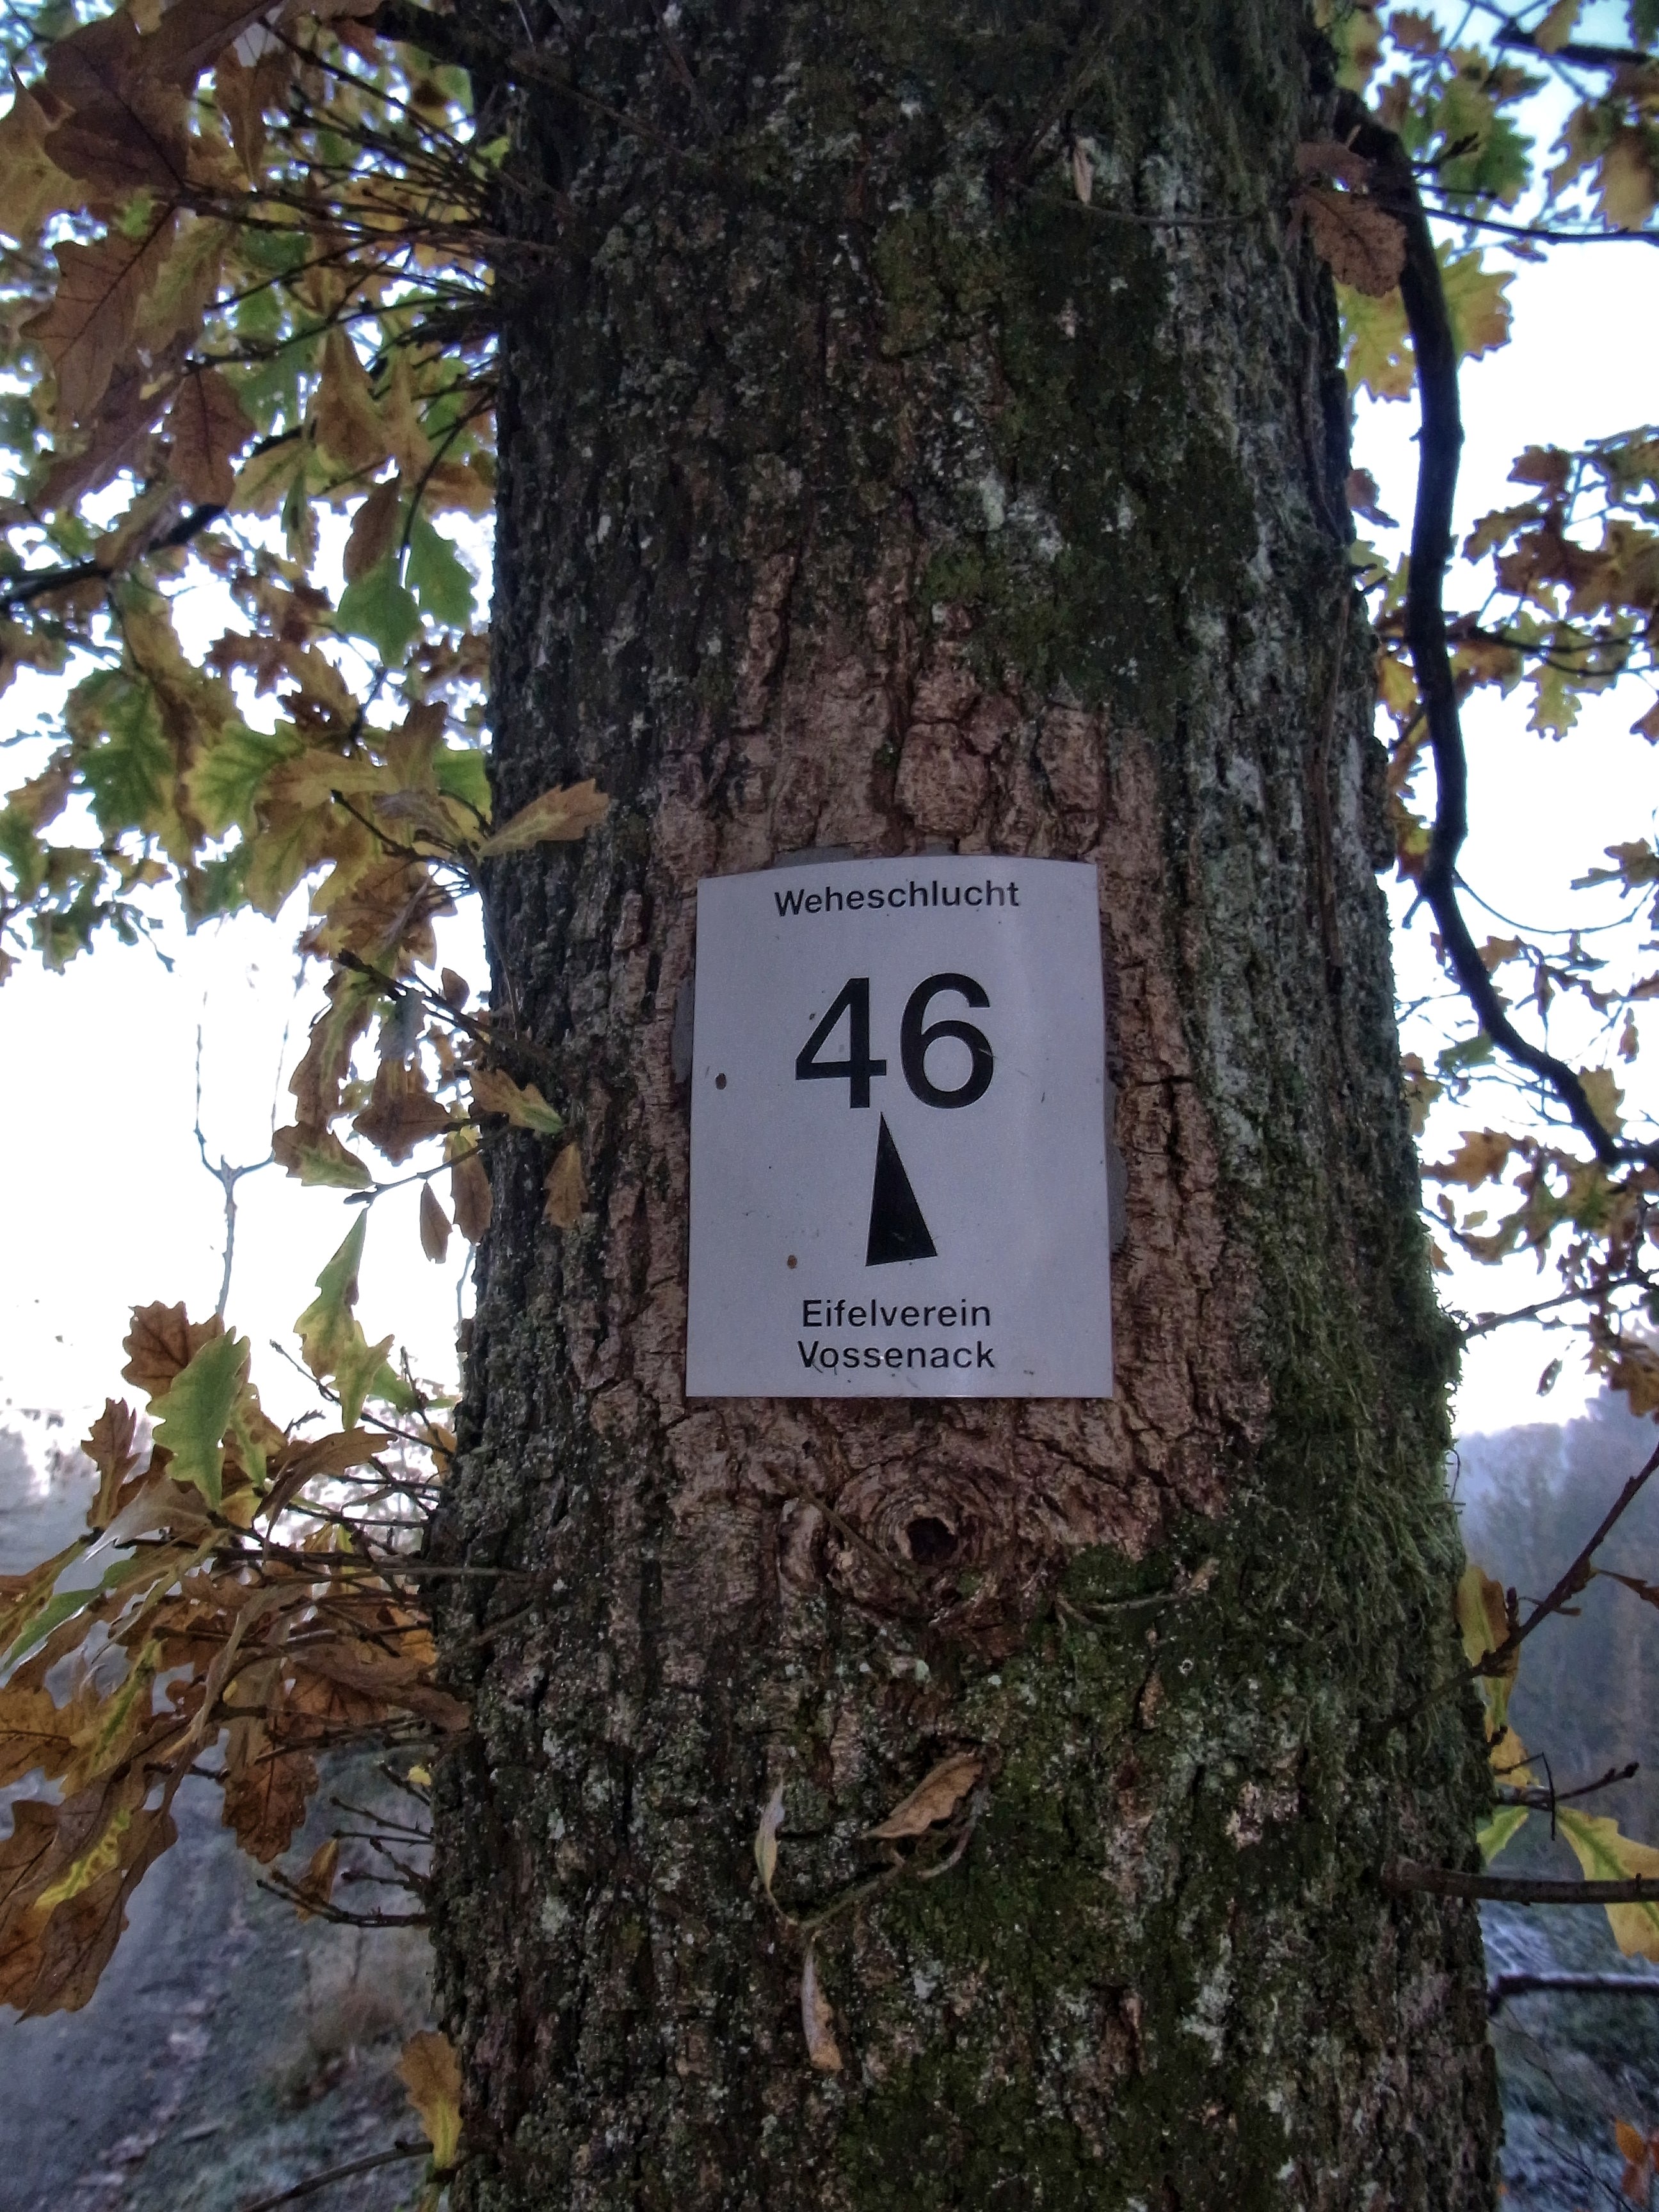 Weheschlucht
46
Eifelverein
Vossenack